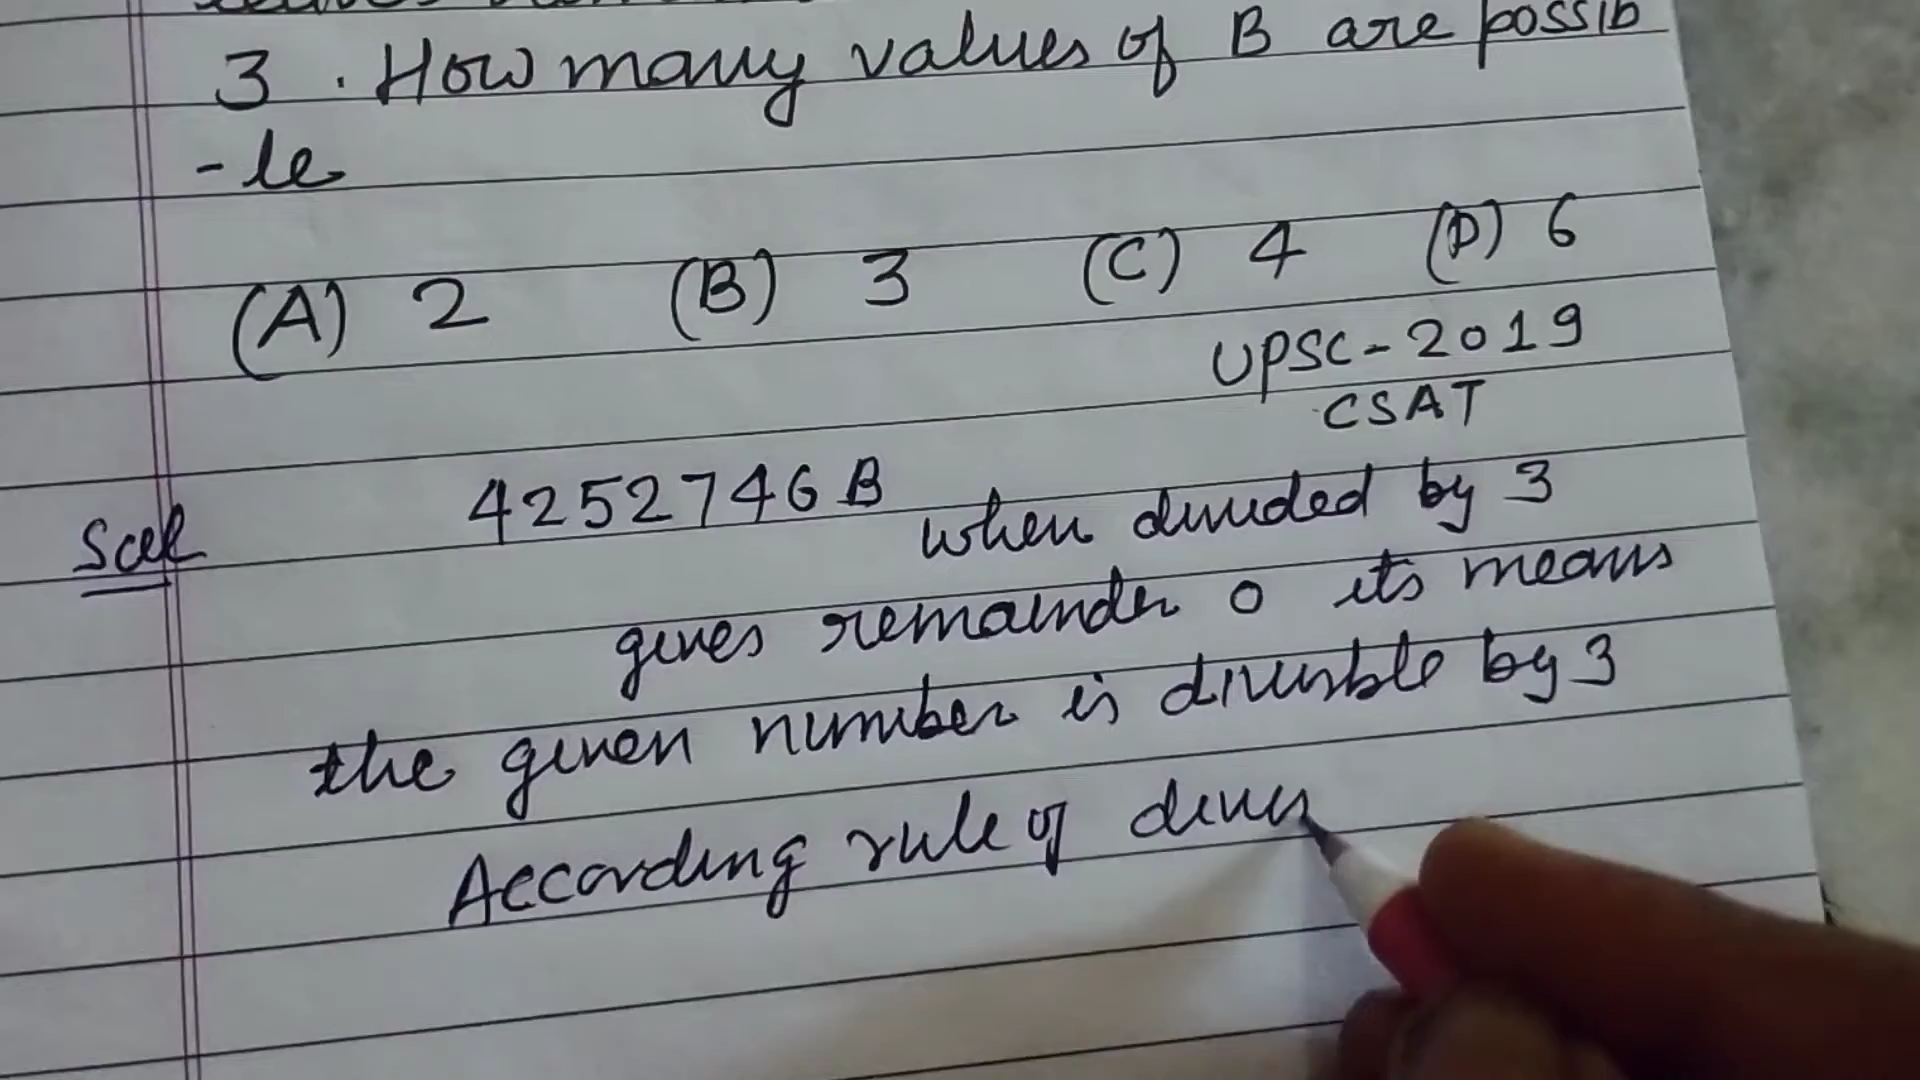 3. How many values of B are possib
-le
(A) 2 (B) 3 (C) 4 (D) 6
UPSC-2019
CSAT
Sol 4252746B when divided by 3
gives remainder 0 its means
the given number is divisible by 3
According rule of divis